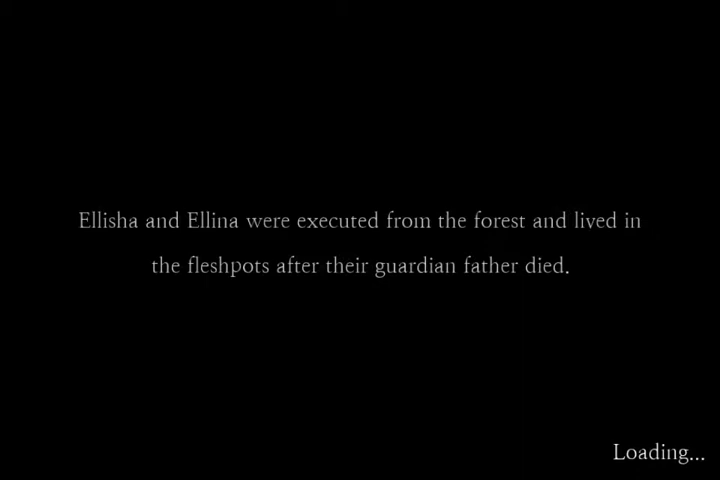 Ellisha and Ellina were executed from the forest and lived in
the fleshpots after their guardian father died.
Loading...